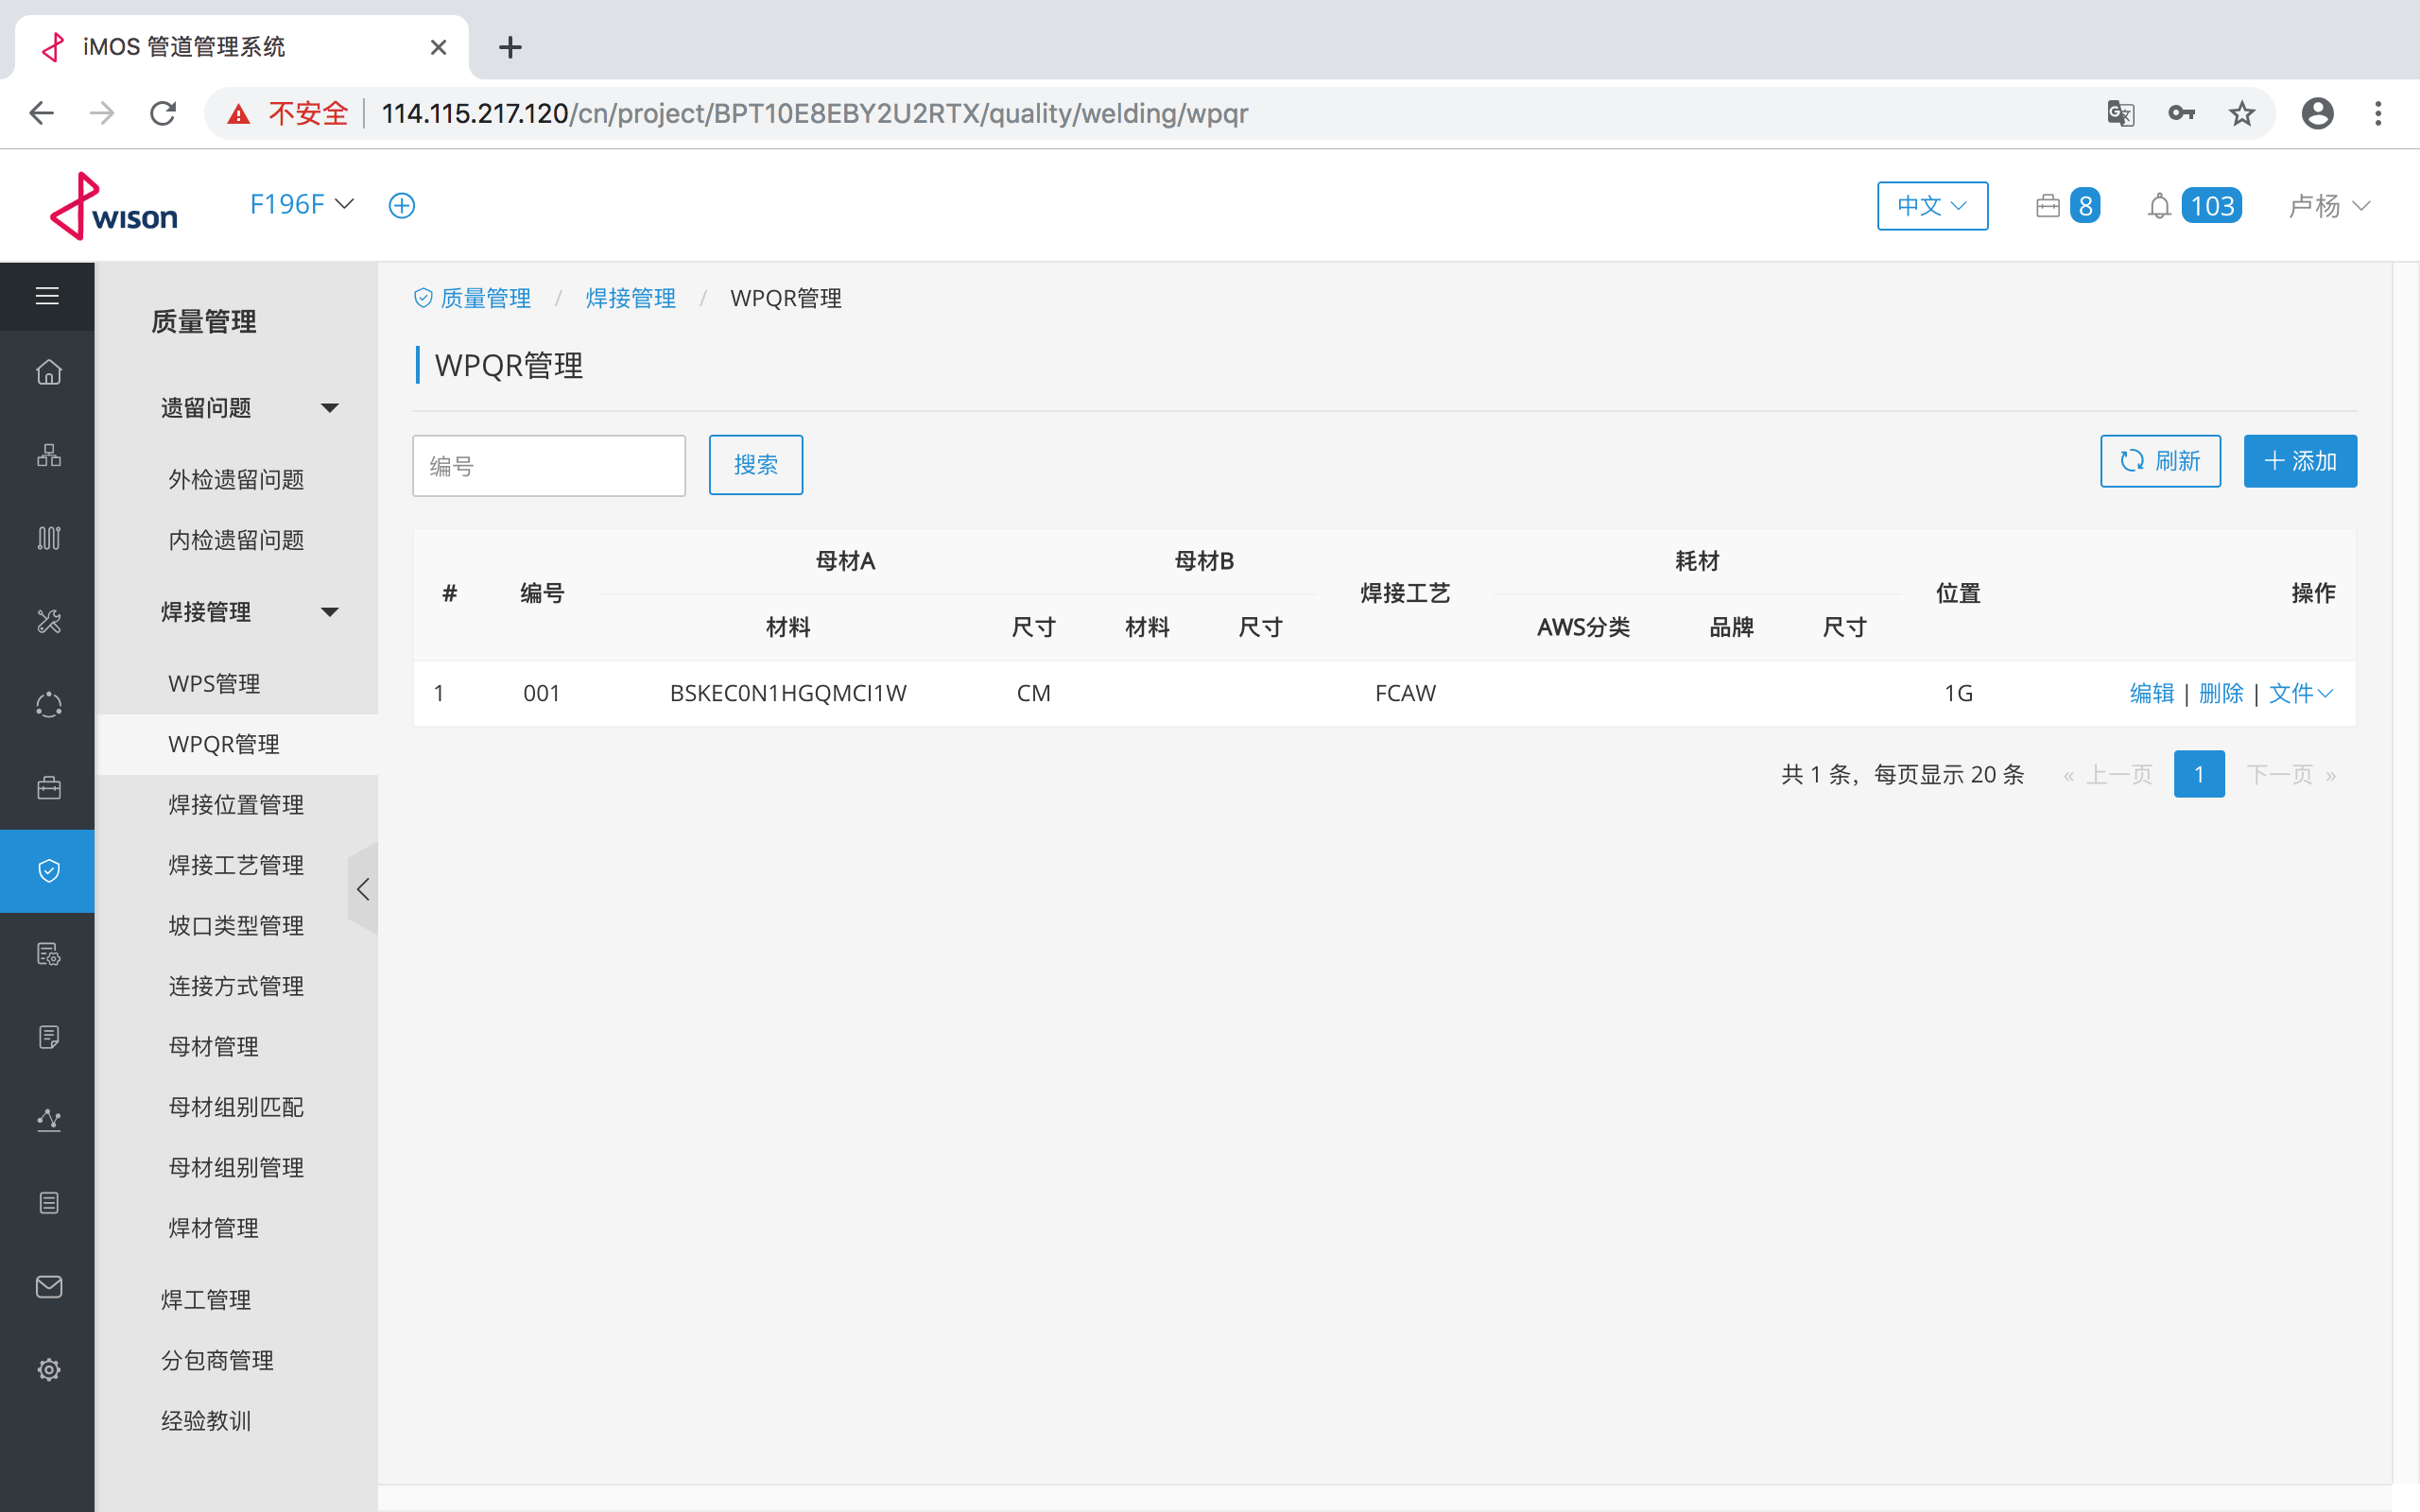 iMOS 管道管理系统
不安全 114.115.217.120/cn/project/BPT10E8EBY2U2RTX/quality/welding/wpqr
wison F196F 中文 8 103 卢杨
质量管理
遗留问题
外检遗留问题
内检遗留问题
焊接管理
WPS管理
WPQR管理
焊接位置管理
焊接工艺管理
坡口类型管理
连接方式管理
母材管理
母材组别匹配
母材组别管理
焊材管理
焊工管理
分包商管理
经验教训
质量管理 / 焊接管理 / WPQR管理
WPQR管理
编号 搜索 刷新 + 添加
母材A 母材B 耗材
# 编号 焊接工艺 位置 操作
材料 尺寸 材料 尺寸 AWS分类 品牌 尺寸
1 001 BSKEC0N1HGQMCI1W CM FCAW 1G 编辑 | 删除 | 文件
共 1 条，每页显示 20 条 « 上一页 1 下一页 »